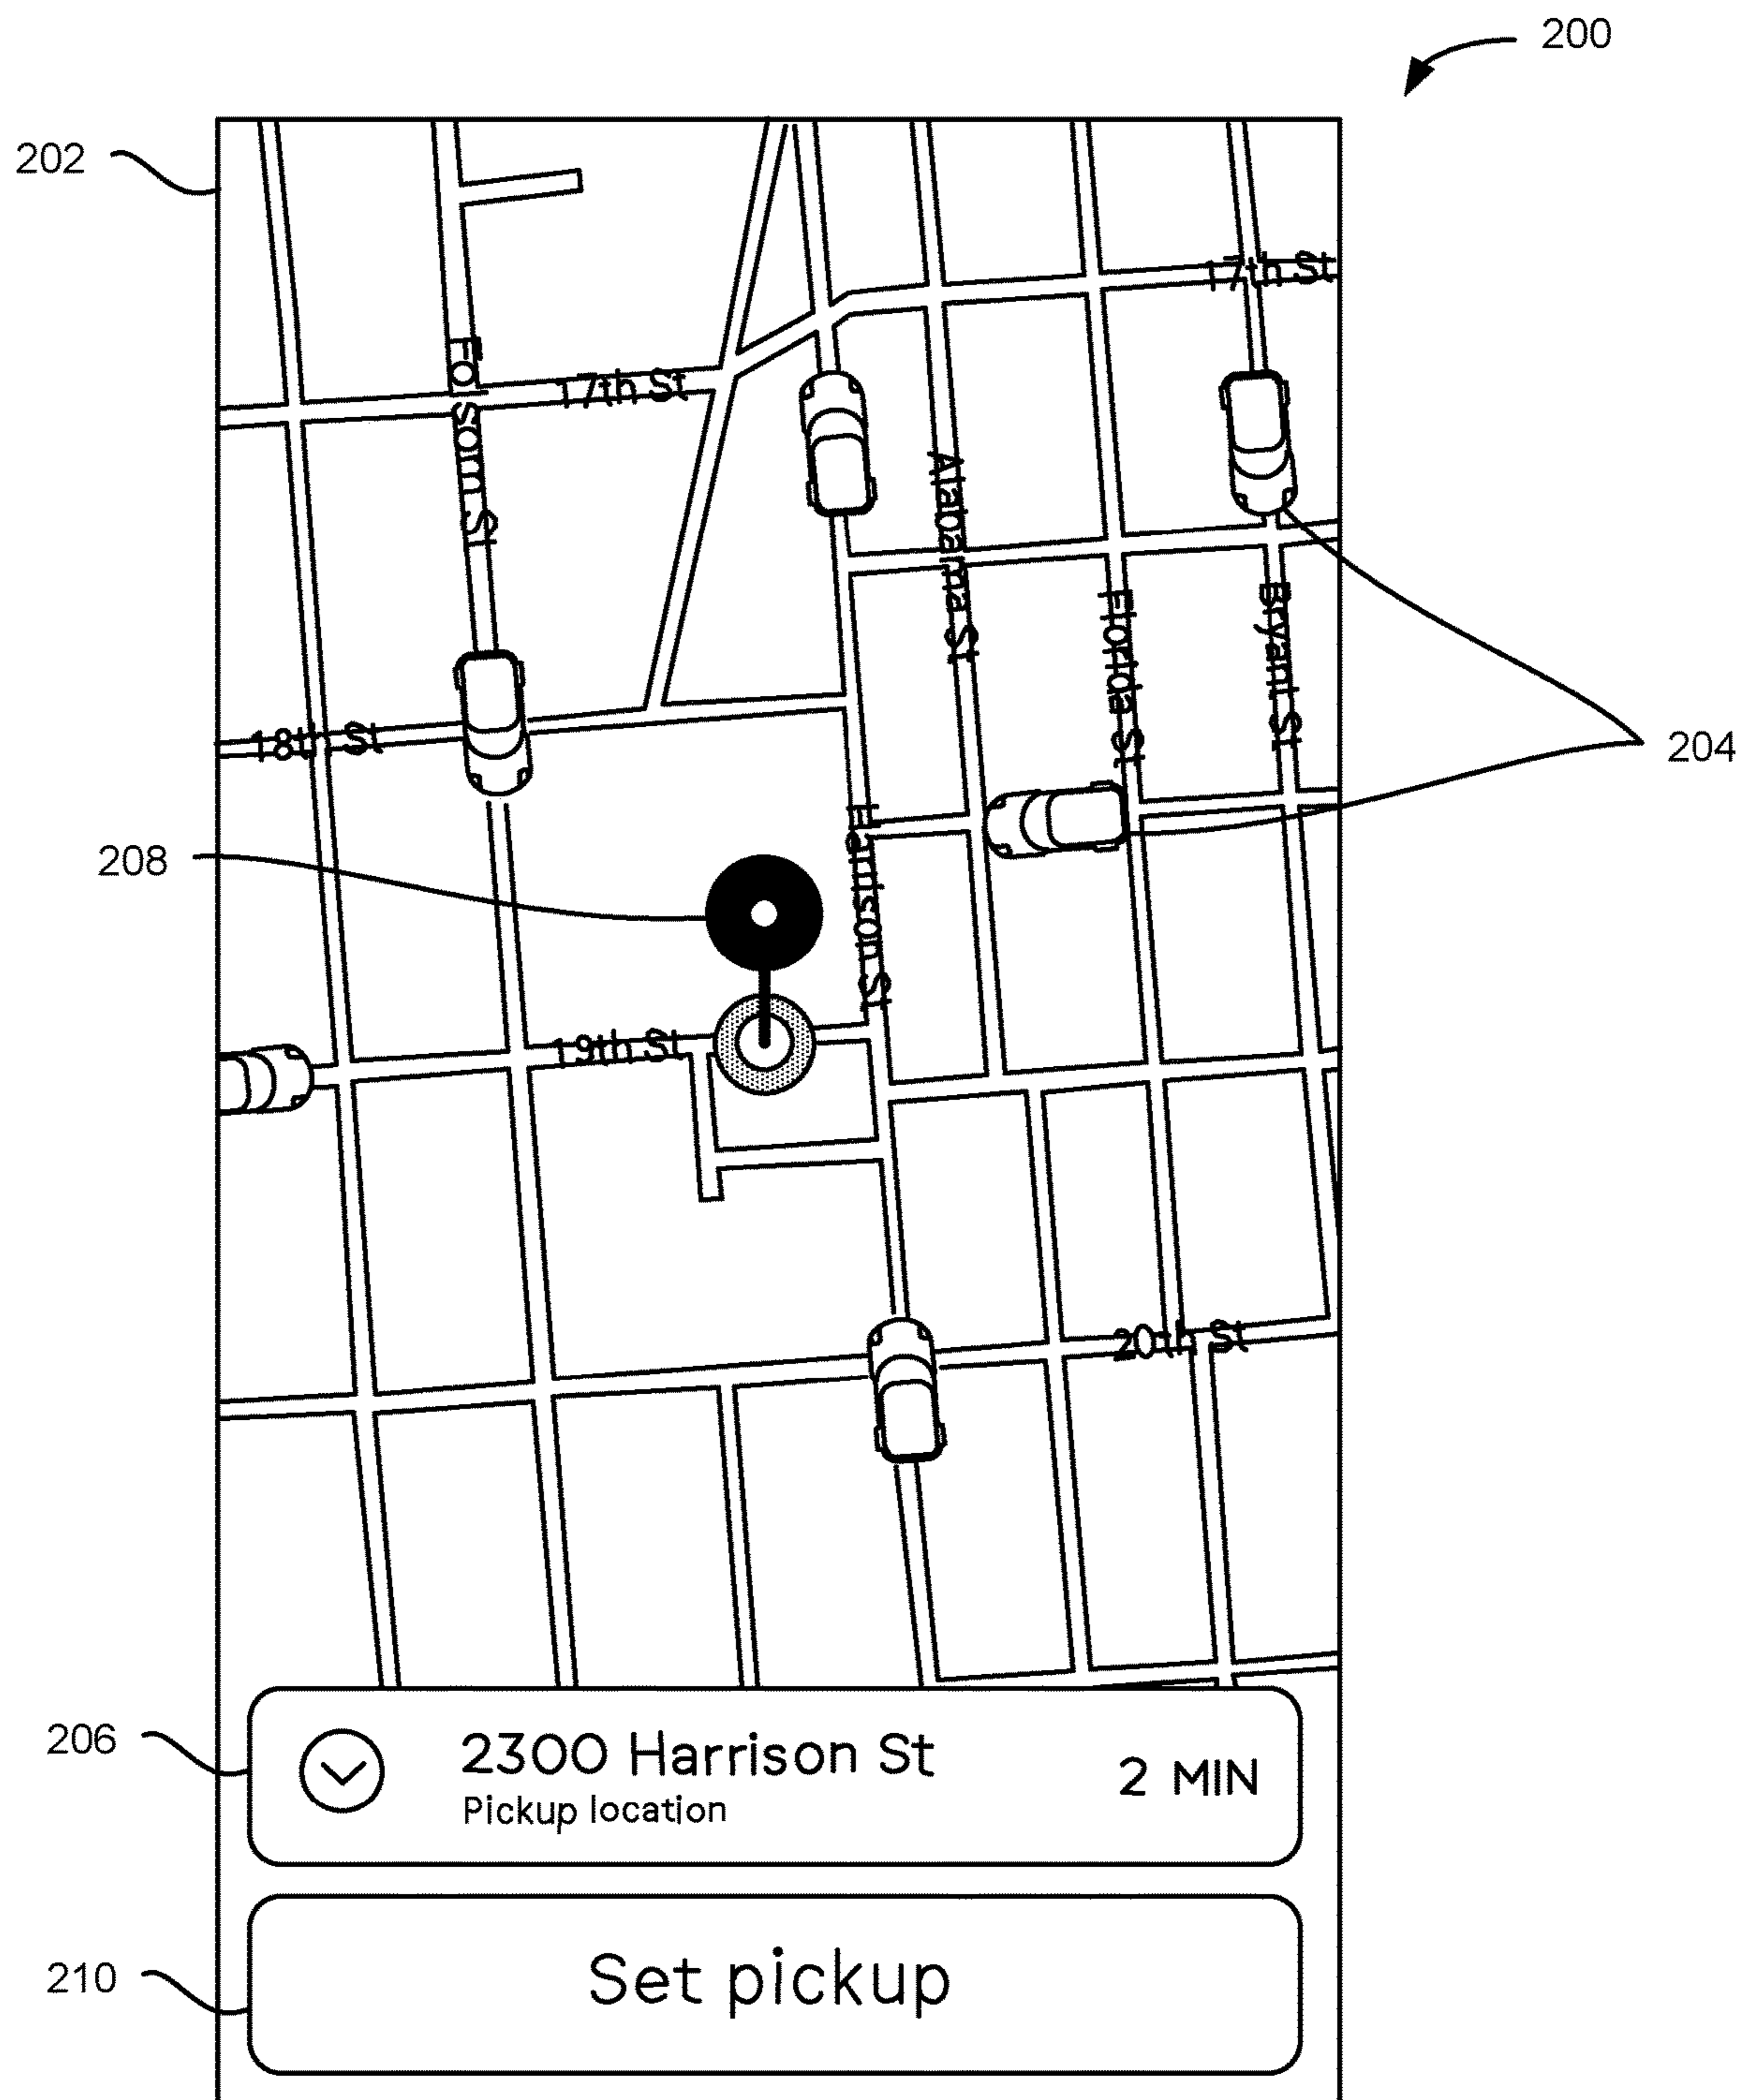 200
202
17th St
Folsom St
17th St
Alabama St
Florida St
Bryant St
18th St
204
Harrison St
208
19th St
20th St
206
2300 Harrison St
2 MIN
Pickup location
210
Set pickup